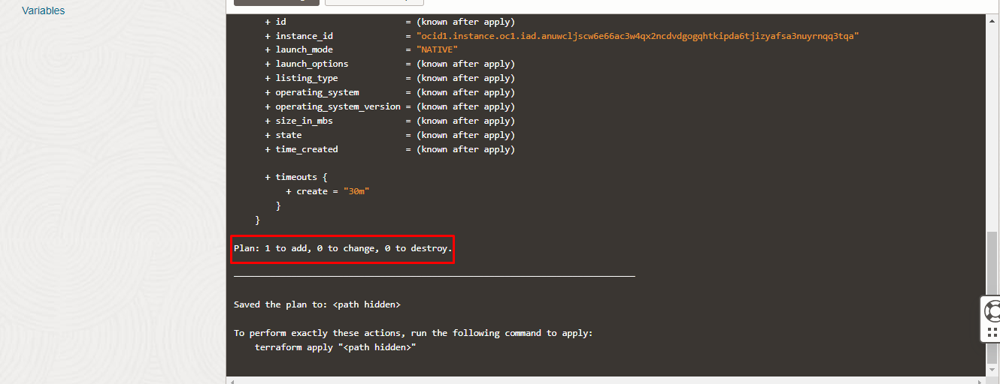 Variables
+ id = (known after apply)
+ instance_id = "ocid1.instance.oc1.iad.anuwcljscw6e66ac3w4qx2ncdvdgogqhtkipda6tjizyafsa3nuyrnqq3tqa"
+ launch_mode = "NATIVE"
+ launch_options = (known after apply)
+ listing_type = (known after apply)
+ operating_system = (known after apply)
+ operating_system_version = (known after apply)
+ size_in_mbs = (known after apply)
+ state = (known after apply)
+ time_created = (known after apply)
+ timeouts {
+ create = "30m"
}
}
Plan: 1 to add, 0 to change, 0 to destroy.
Saved the plan to: <path hidden>
To perform exactly these actions, run the following command to apply:
terraform apply "<path hidden>"